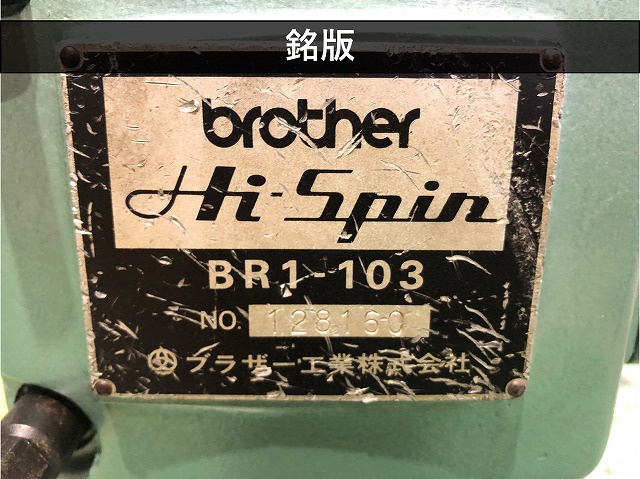 銘版
brother
Hi-Spin
BR1-103
NO. 128160
ブラザー工業株式会社